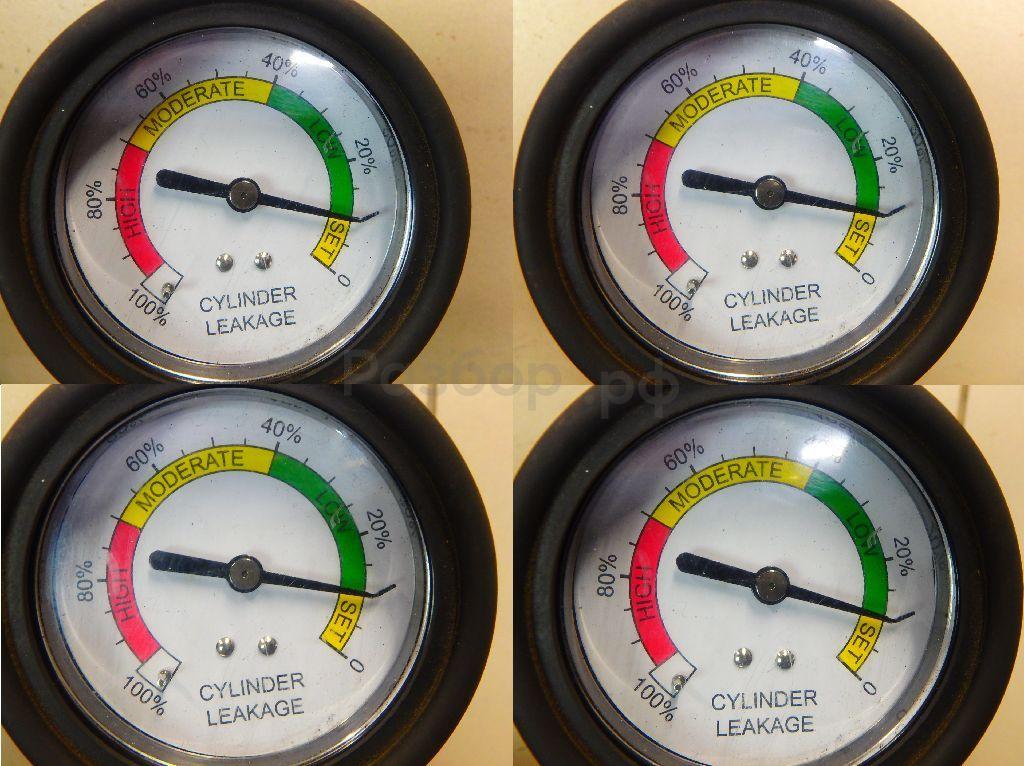 60%
40%
MODERATE
LOW
20%
80%
HIGH
SET
0
100%
CYLINDER
LEAKAGE
60%
40%
MODERATE
LOW
20%
80%
HIGH
SET
0
100%
CYLINDER
LEAKAGE
Розбор.рф
60%
40%
MODERATE
LOW
20%
80%
HIGH
SET
0
100%
CYLINDER
LEAKAGE
60%
MODERATE
LOW
20%
80%
HIGH
SET
0
100%
CYLINDER
LEAKAGE